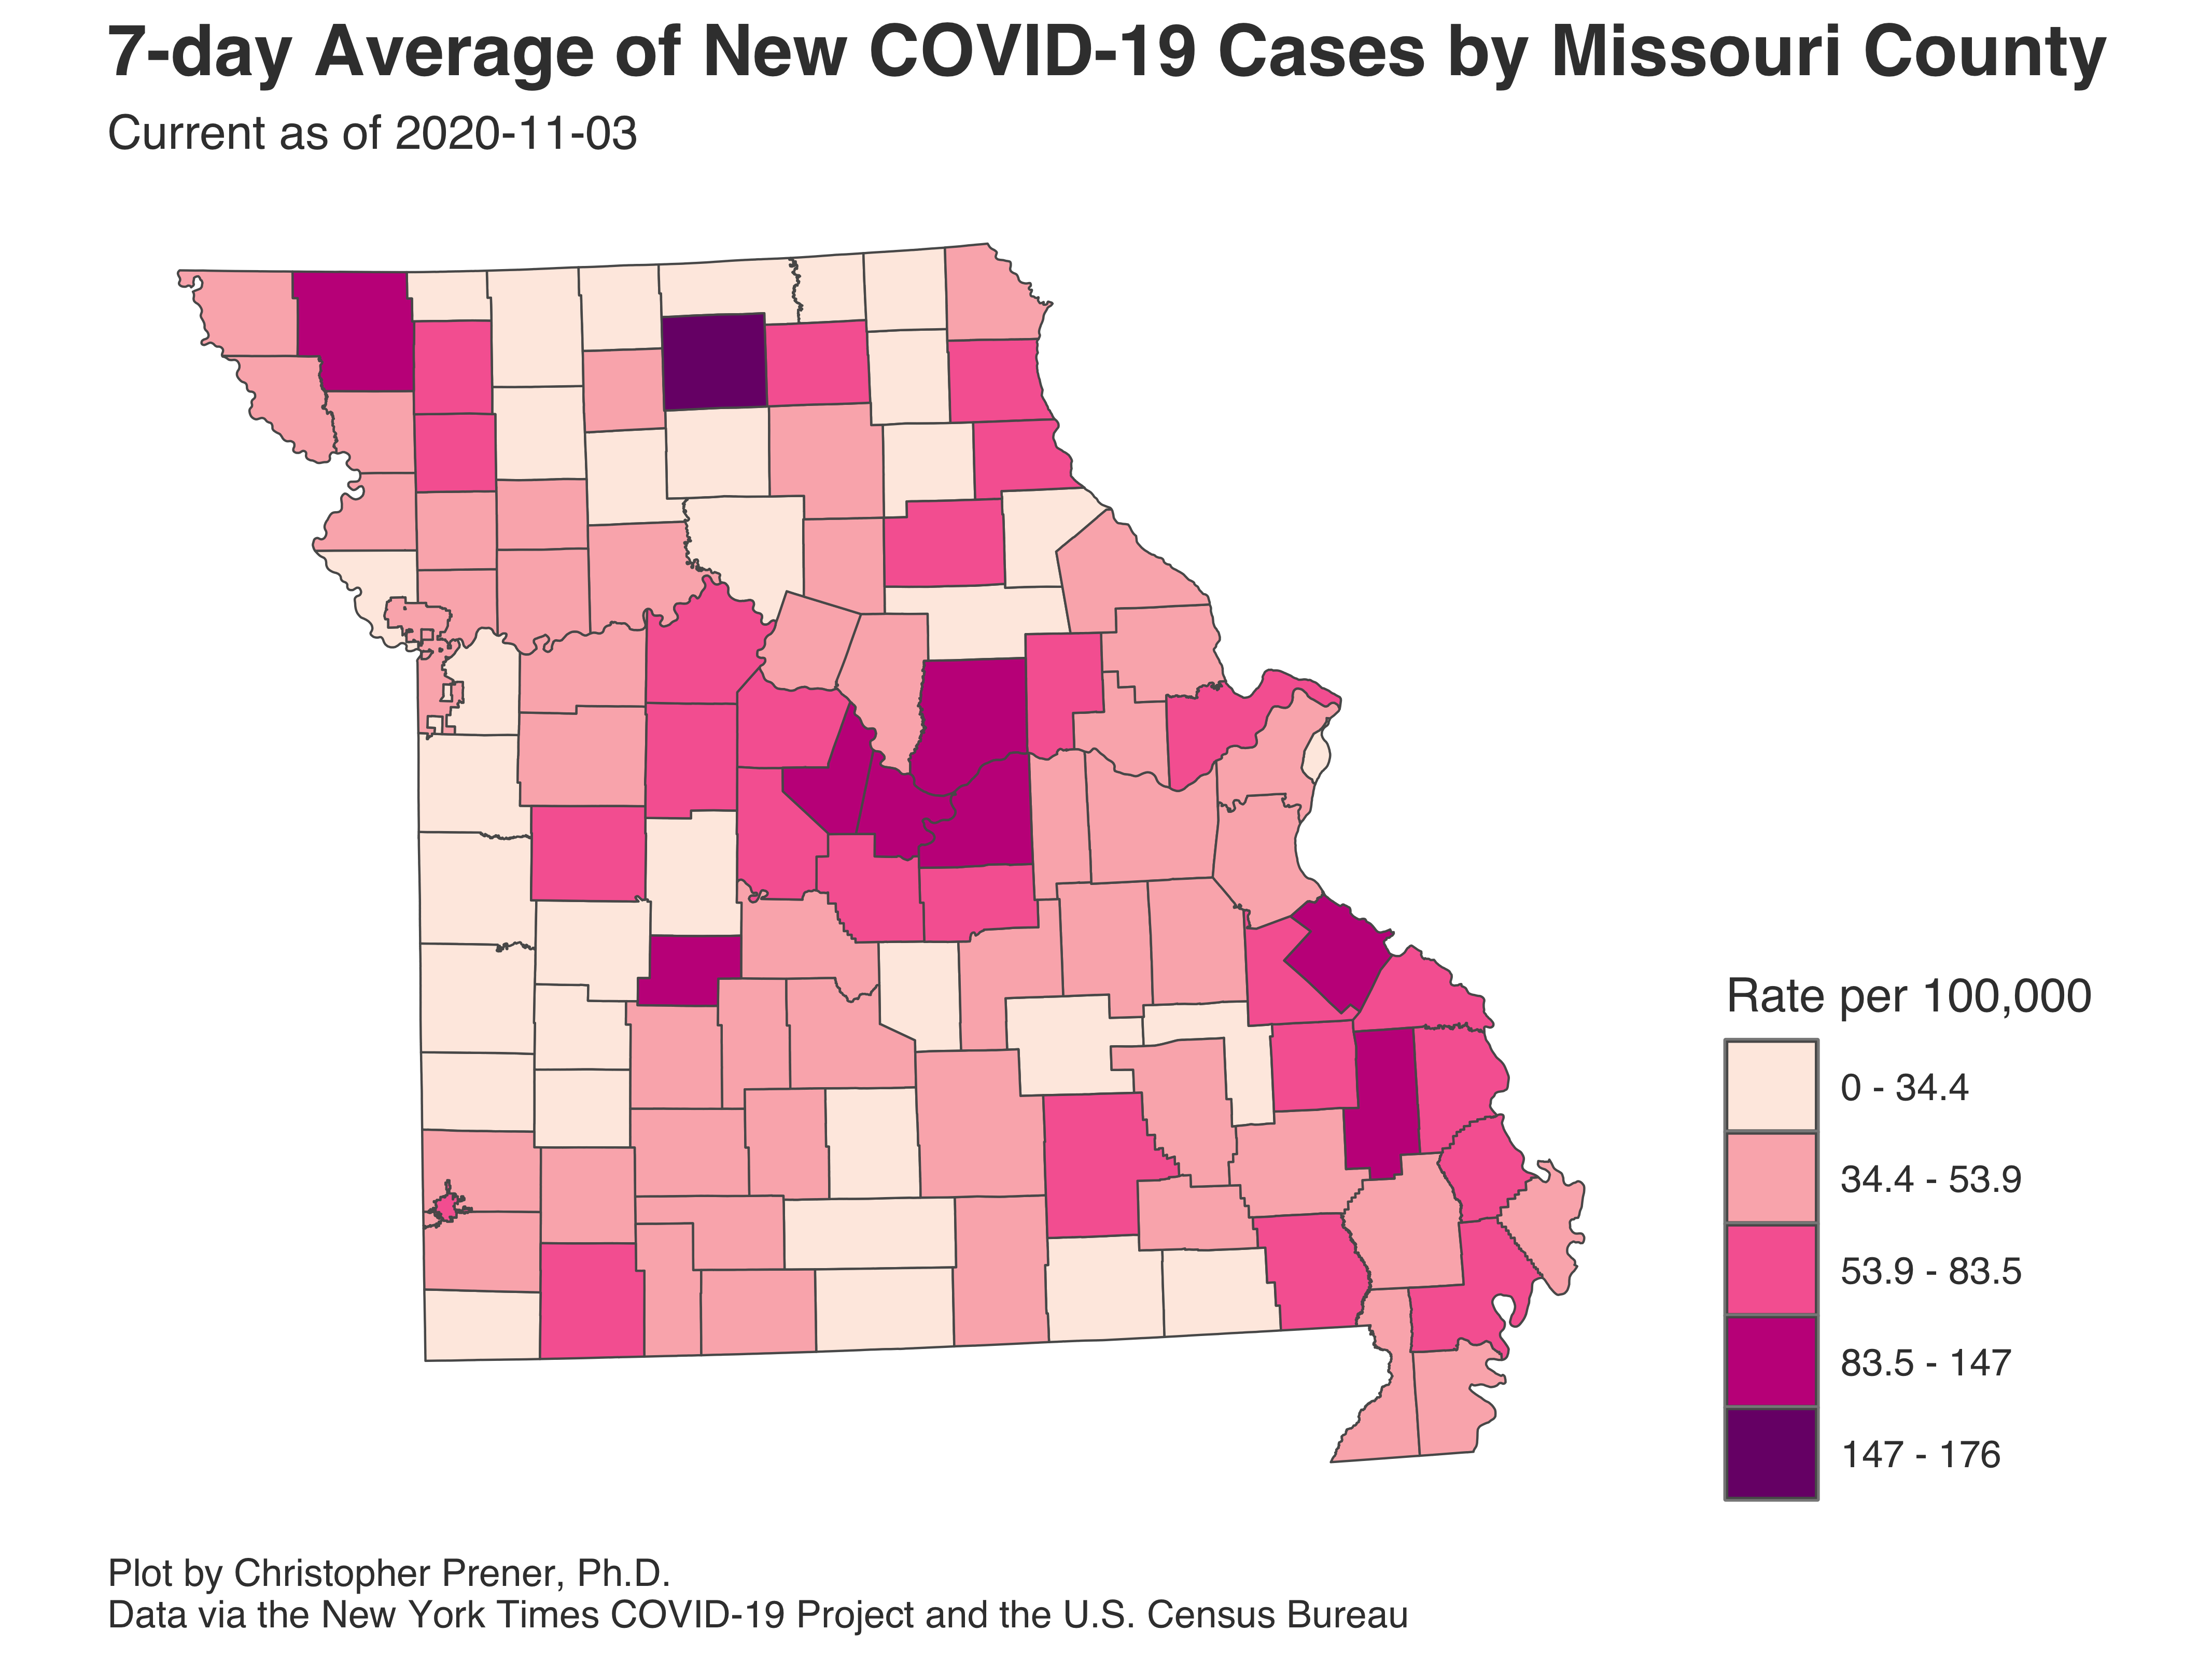 7-day Average of New COVID-19 Cases by Missouri County
Current as of 2020-11-03
Rate per 100,000
0 - 34.4
34.4 - 53.9
53.9 - 83.5
83.5 - 147
147 - 176
Plot by Christopher Prener, Ph.D.
Data via the New York Times COVID-19 Project and the U.S. Census Bureau